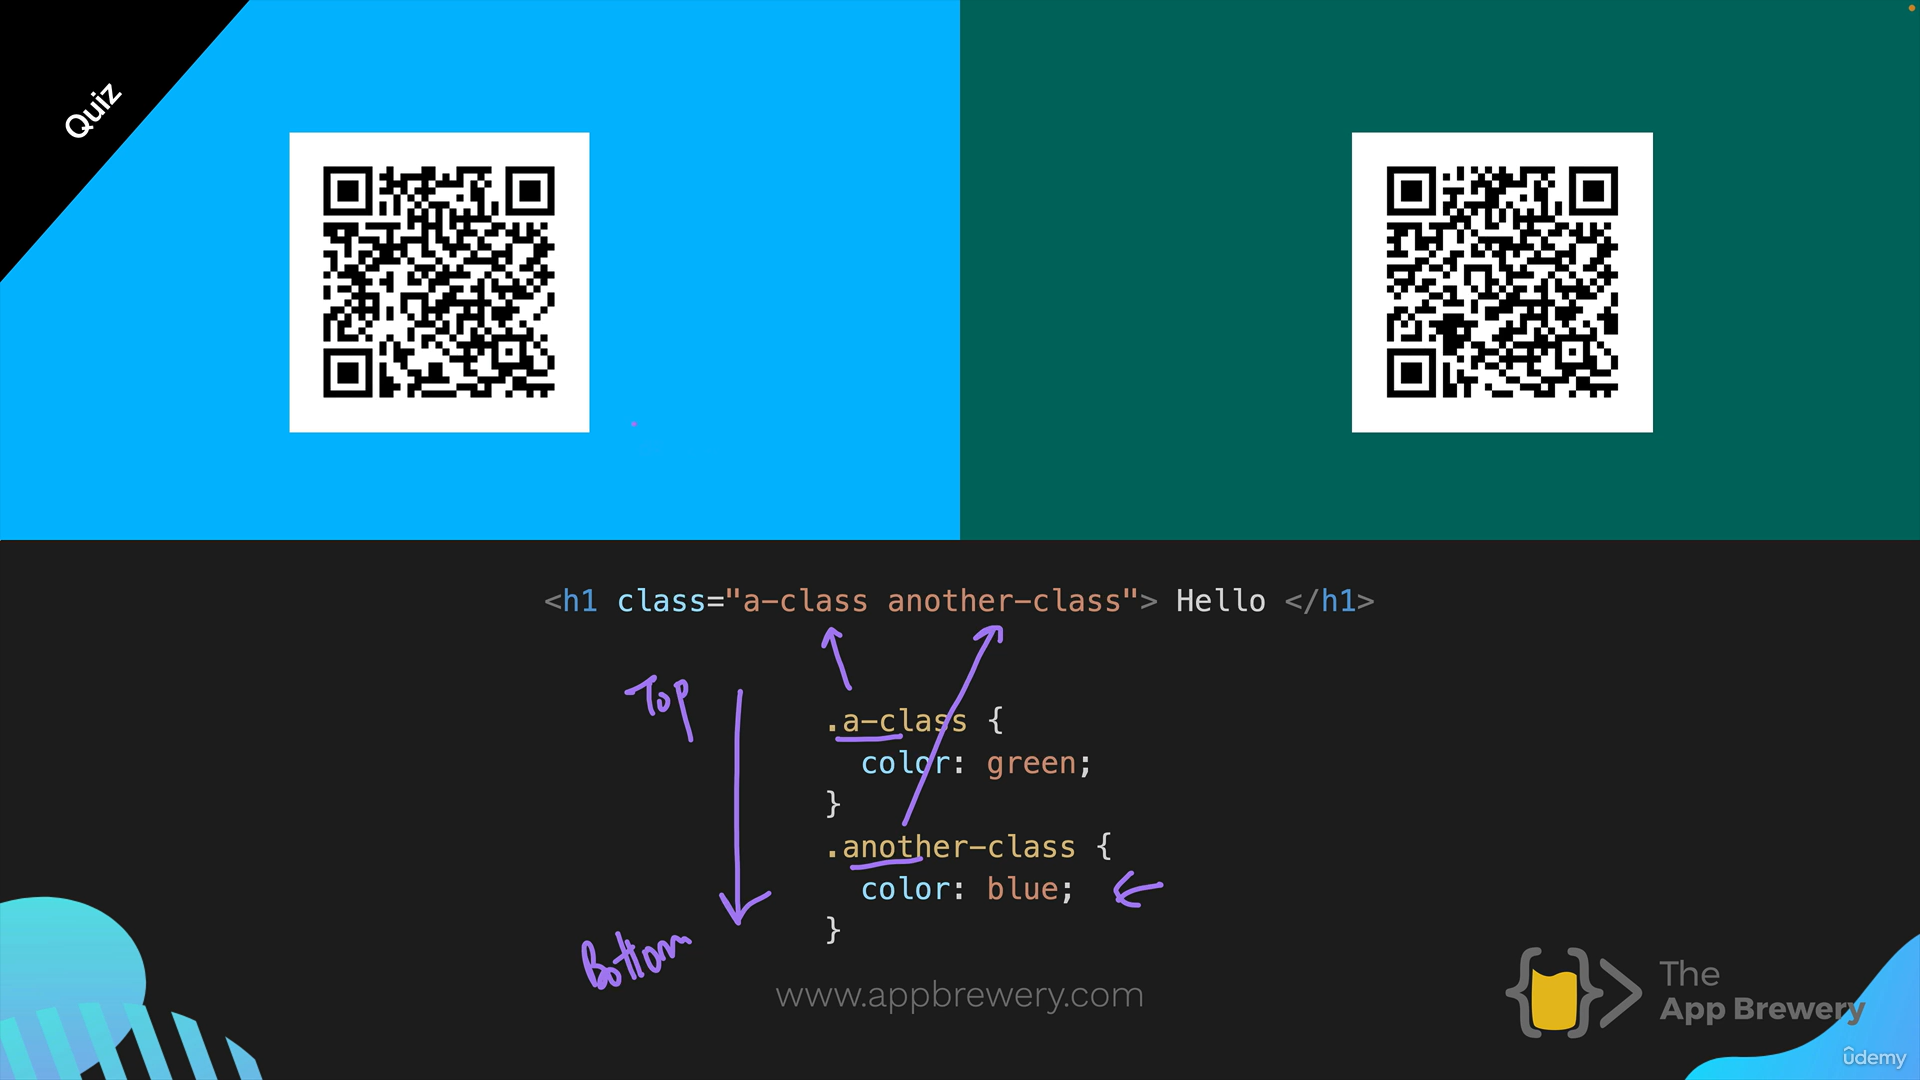 Quiz
<h1 class="a-class another-class"> Hello </h1>
Top
.a-class {
color: green;
}
.another-class {
color: blue;
}
Bottom
www.appbrewery.com
The
App Brewery
udemy